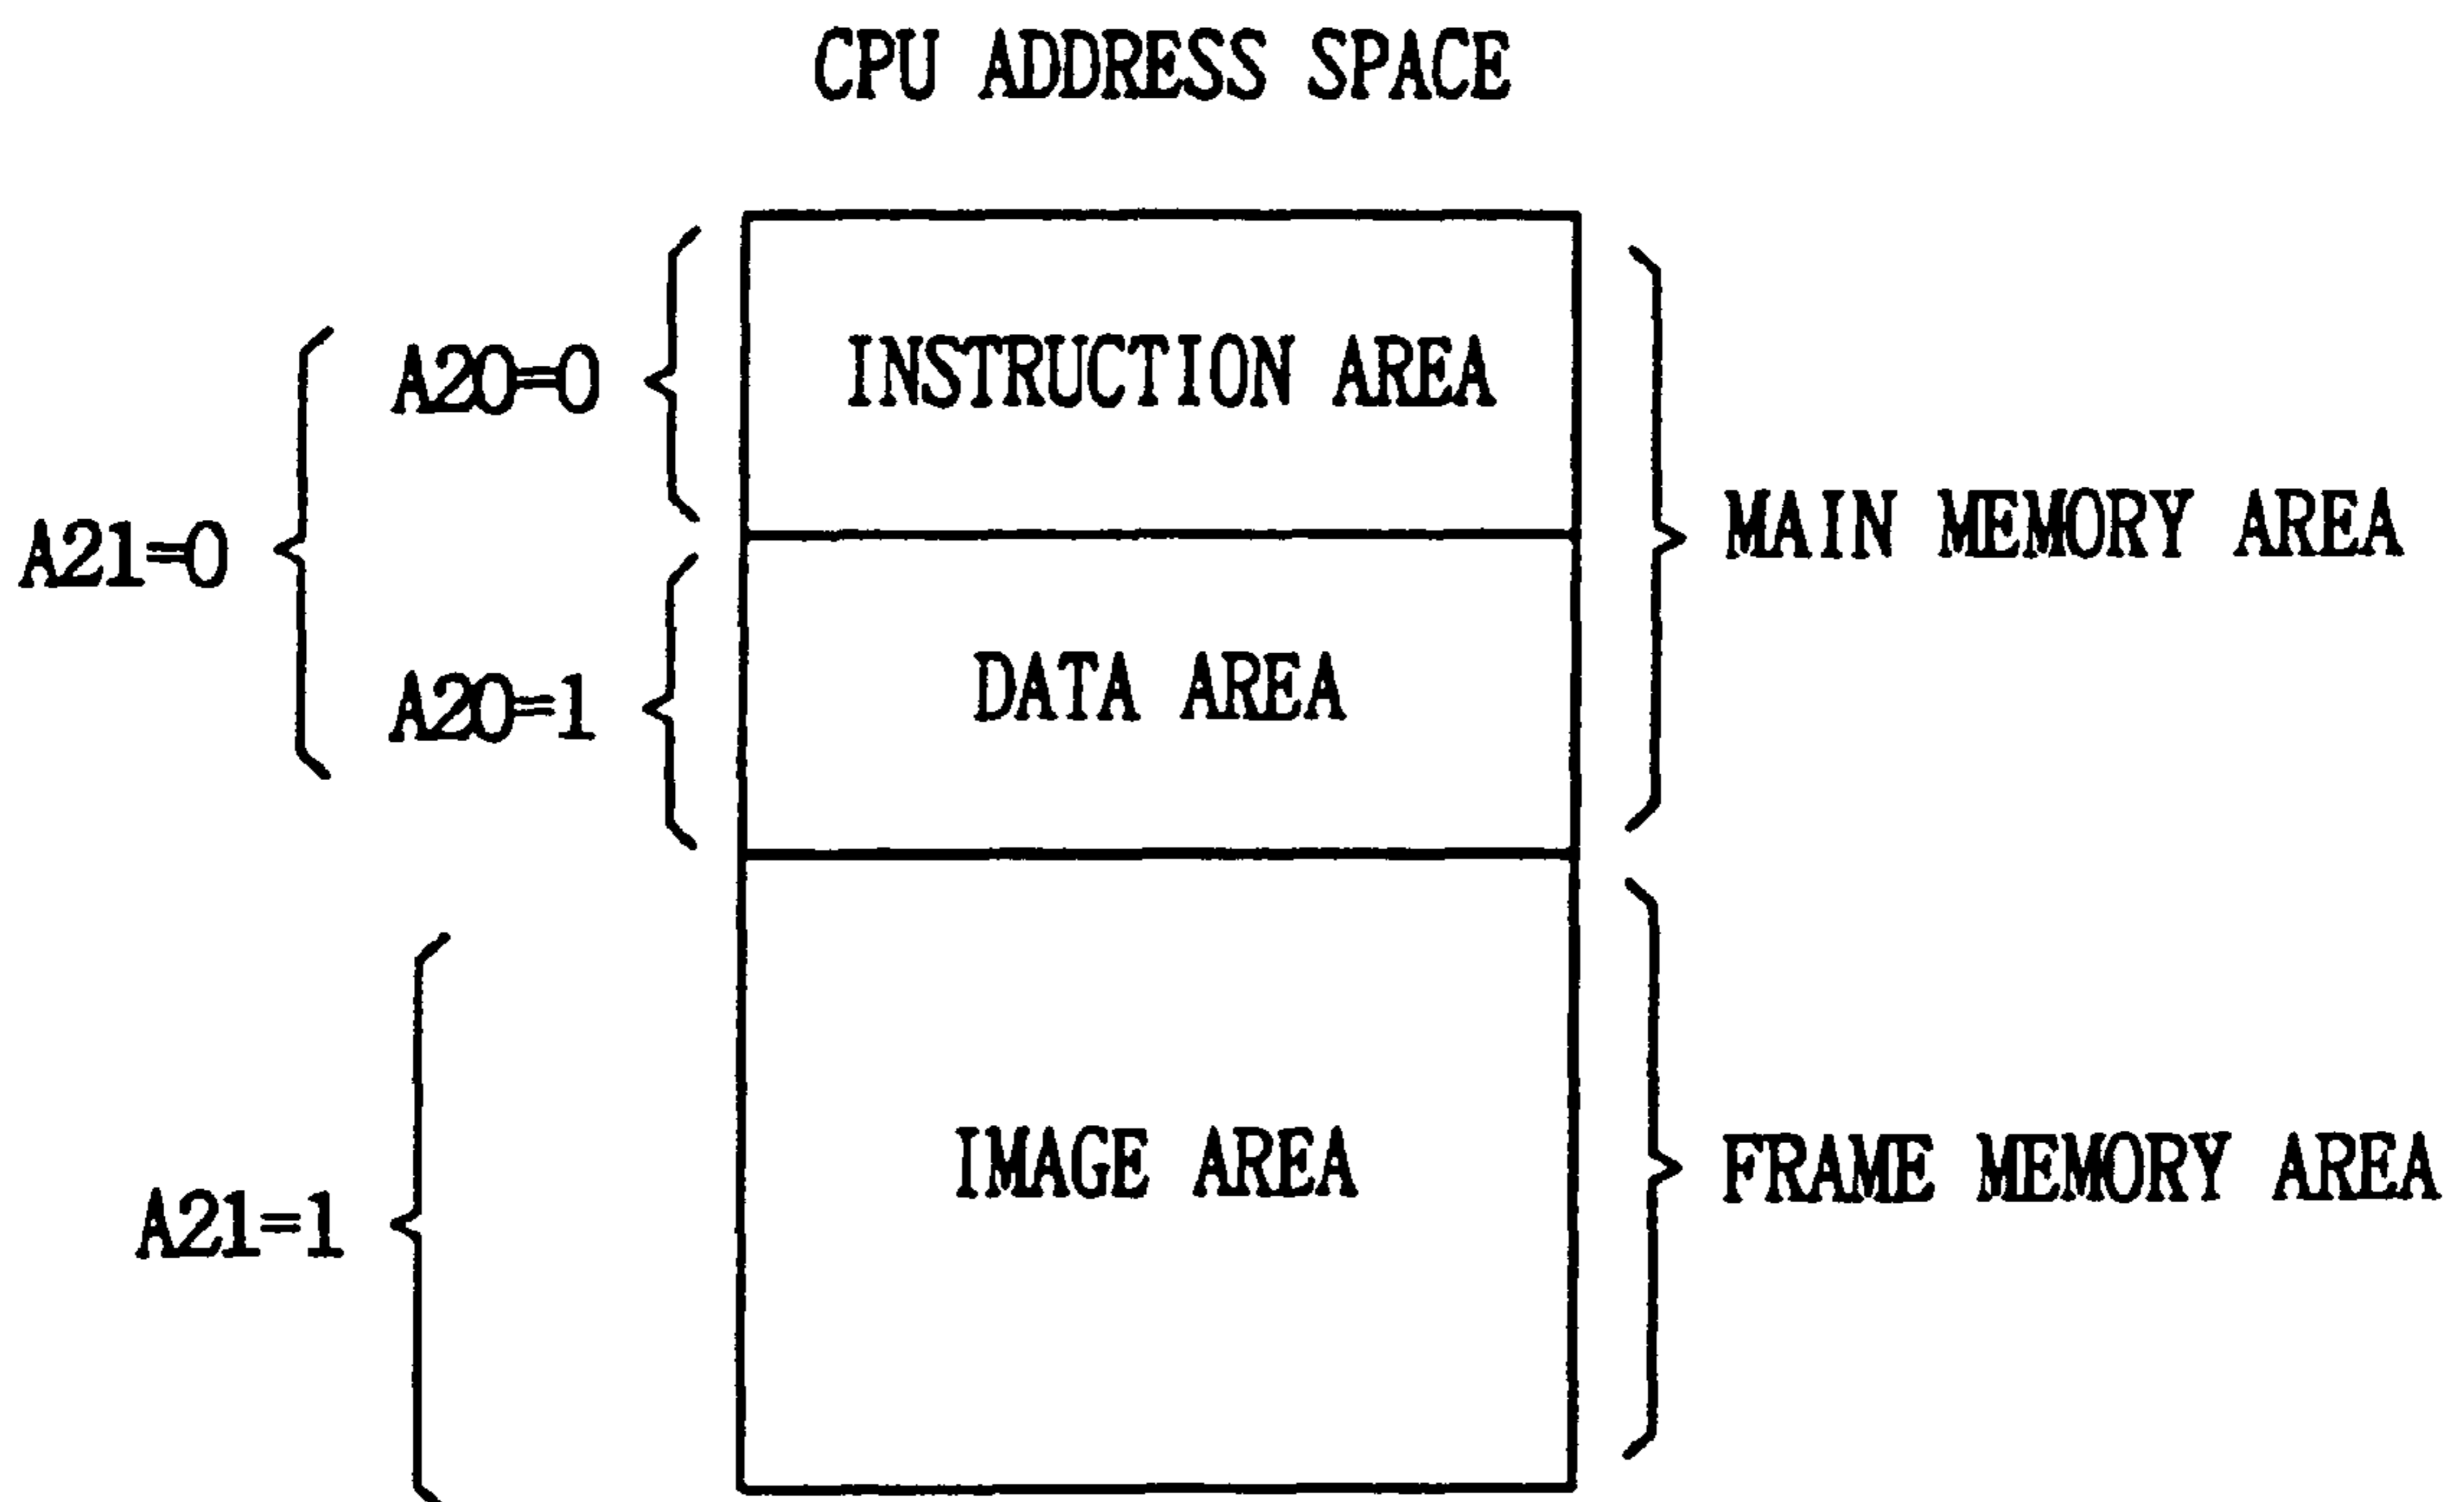 CPU ADDRESS SPACE
A20=0
INSTRUCTION AREA
A21=0
MAIN MEMORY AREA
A20=1
DATA AREA
A21=1
IMAGE AREA
FRAME MEMORY AREA